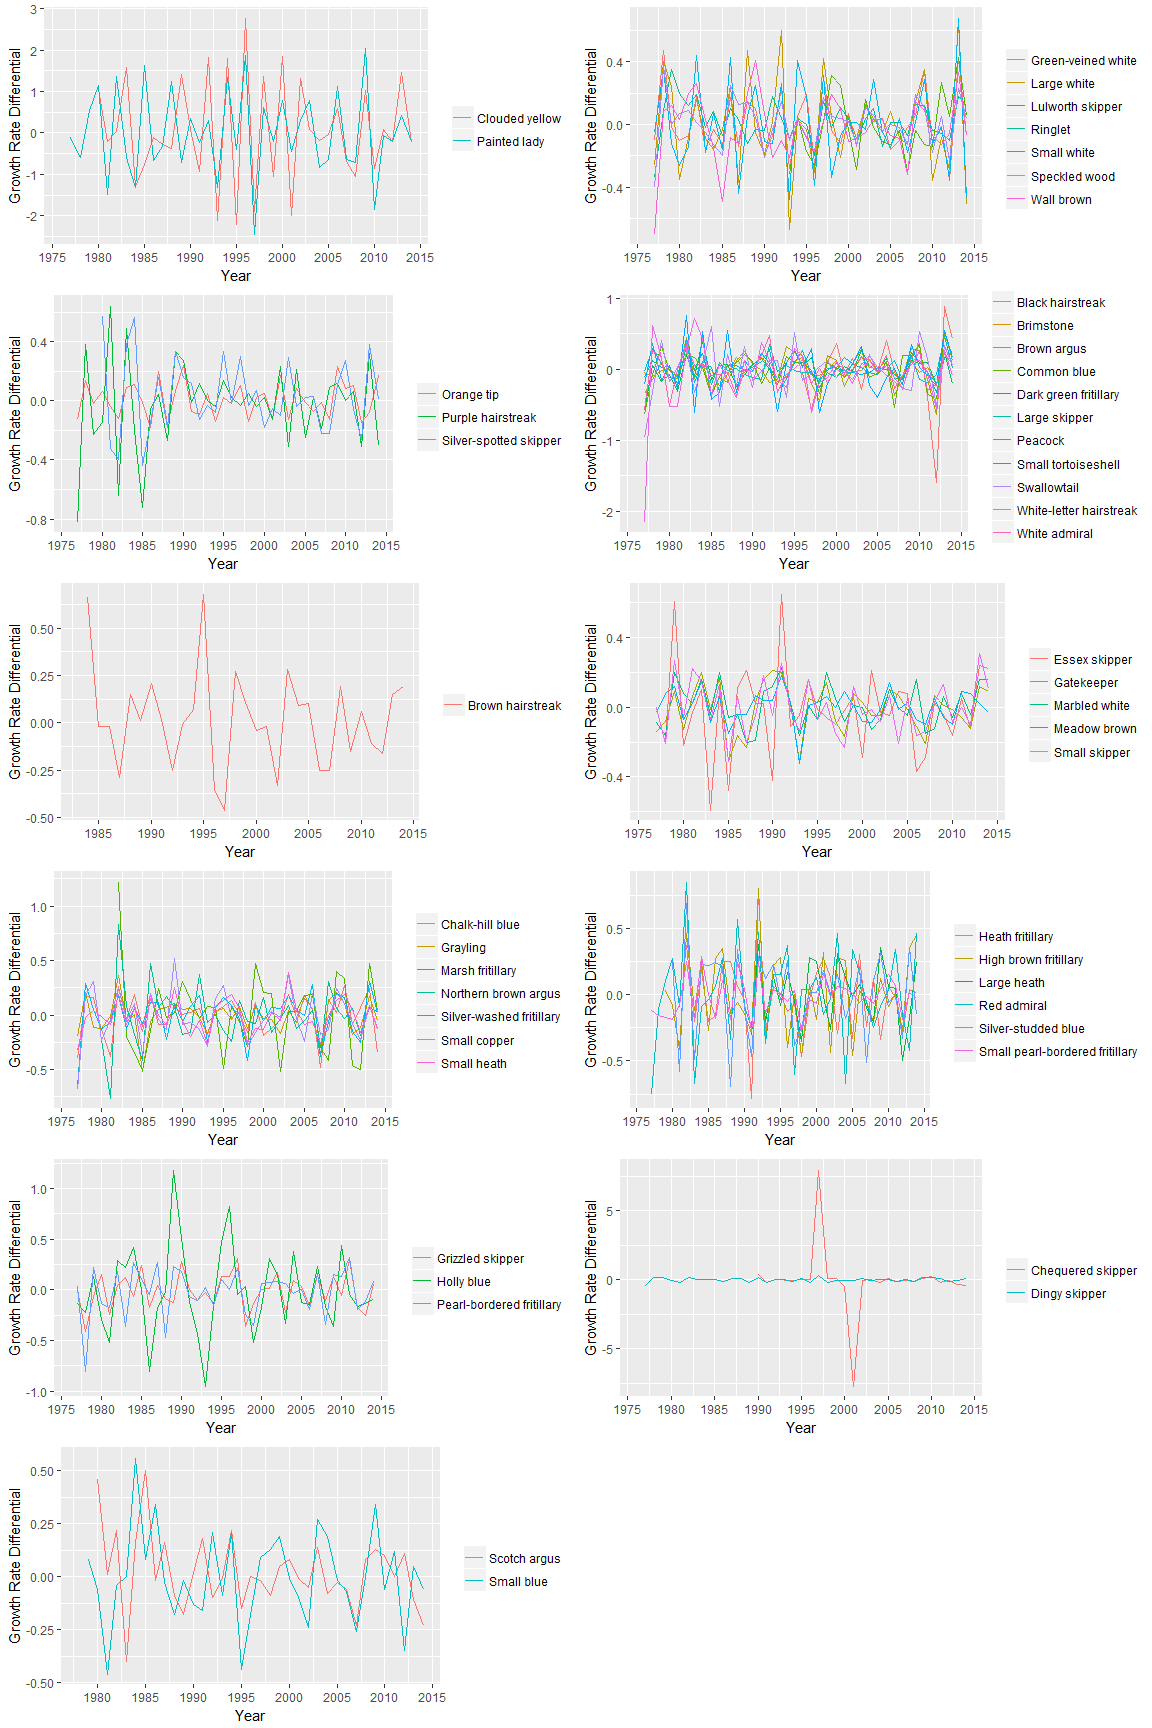 3
2
1
0
-1
-2
Growth Rate Differential
1975 1980 1985 1990 1995 2000 2005 2010 2015
Year
Clouded yellow
Painted lady
0.4
0.0
-0.4
Growth Rate Differential
1975 1980 1985 1990 1995 2000 2005 2010 2015
Year
Green-veined white
Large white
Lulworth skipper
Ringlet
Small white
Speckled wood
Wall brown
0.4
0.0
-0.4
-0.8
Growth Rate Differential
1975 1980 1985 1990 1995 2000 2005 2010 2015
Year
Orange tip
Purple hairstreak
Silver-spotted skipper
1
0
-1
-2
Growth Rate Differential
1975 1980 1985 1990 1995 2000 2005 2010 2015
Year
Black hairstreak
Brimstone
Brown argus
Common blue
Dark green fritillary
Large skipper
Peacock
Small tortoiseshell
Swallowtail
White-letter hairstreak
White admiral
0.50
0.25
0.00
-0.25
-0.50
Growth Rate Differential
1985 1990 1995 2000 2005 2010 2015
Year
Brown hairstreak
0.4
0.0
-0.4
Growth Rate Differential
1975 1980 1985 1990 1995 2000 2005 2010 2015
Year
Essex skipper
Gatekeeper
Marbled white
Meadow brown
Small skipper
1.0
0.5
0.0
-0.5
Growth Rate Differential
1975 1980 1985 1990 1995 2000 2005 2010 2015
Year
Chalk-hill blue
Grayling
Marsh fritillary
Northern brown argus
Silver-washed fritillary
Small copper
Small heath
0.5
0.0
-0.5
Growth Rate Differential
1975 1980 1985 1990 1995 2000 2005 2010 2015
Year
Heath fritillary
High brown fritillary
Large heath
Red admiral
Silver-studded blue
Small pearl-bordered fritillary
1.0
0.5
0.0
-0.5
-1.0
Growth Rate Differential
1975 1980 1985 1990 1995 2000 2005 2010 2015
Year
Grizzled skipper
Holly blue
Pearl-bordered fritillary
5
0
-5
Growth Rate Differential
1975 1980 1985 1990 1995 2000 2005 2010 2015
Year
Chequered skipper
Dingy skipper
0.50
0.25
0.00
-0.25
-0.50
Growth Rate Differential
1980 1985 1990 1995 2000 2005 2010 2015
Year
Scotch argus
Small blue